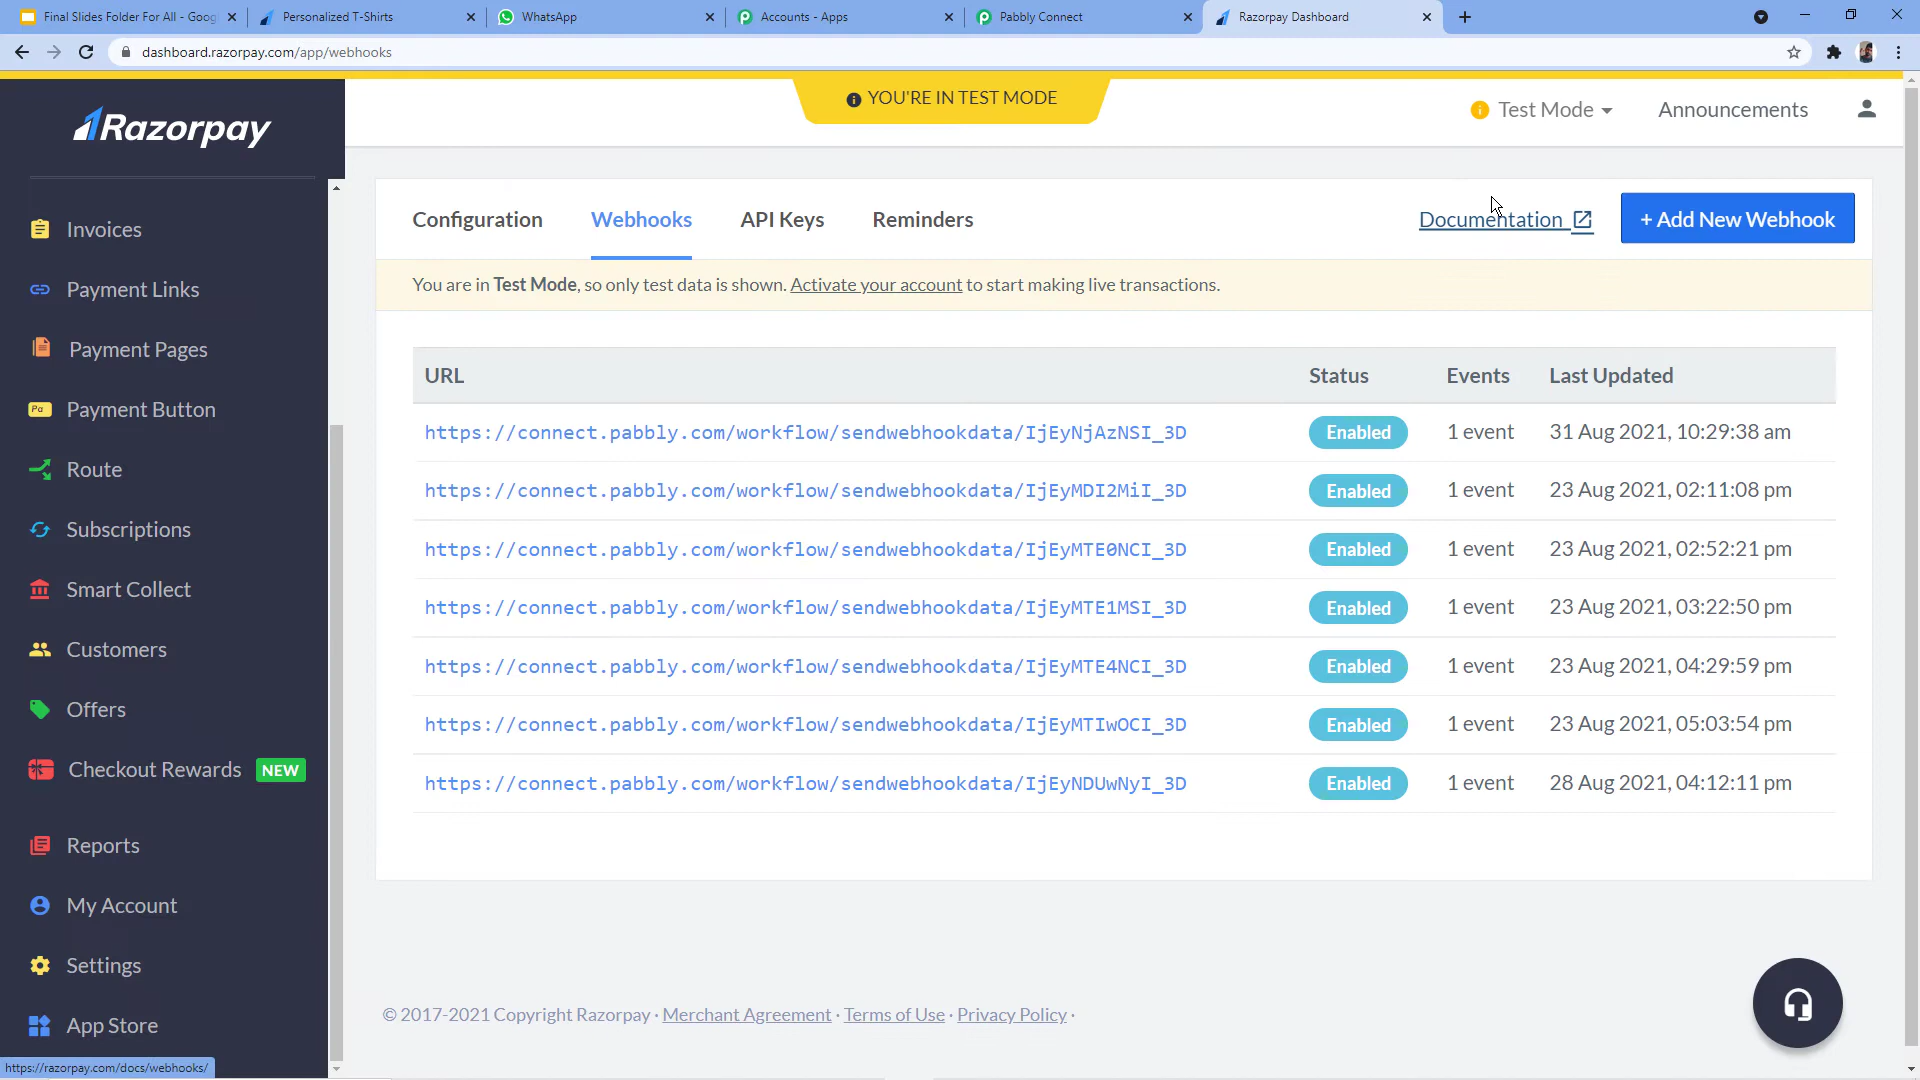 Final Slides Folder For All - Goog
Personalized T-Shirts
WhatsApp
Accounts - Apps
Pabbly Connect
Razorpay Dashboard
dashboard.razorpay.com/app/webhooks
YOU'RE IN TEST MODE
Test Mode
Announcements
Razorpay
Invoices
Payment Links
Payment Pages
Payment Button
Route
Subscriptions
Smart Collect
Customers
Offers
Checkout Rewards NEW
Reports
My Account
Settings
App Store
https://razorpay.com/docs/webhooks/
Configuration Webhooks API Keys Reminders
Documentation
+ Add New Webhook
You are in Test Mode, so only test data is shown. Activate your account to start making live transactions.
URL Status Events Last Updated
https://connect.pabbly.com/workflow/sendwebhookdata/IjEyNjAzNSI_3D Enabled 1 event 31 Aug 2021, 10:29:38 am
https://connect.pabbly.com/workflow/sendwebhookdata/IjEyMDI2MiI_3D Enabled 1 event 23 Aug 2021, 02:11:08 pm
https://connect.pabbly.com/workflow/sendwebhookdata/IjEyMTE0NCI_3D Enabled 1 event 23 Aug 2021, 02:52:21 pm
https://connect.pabbly.com/workflow/sendwebhookdata/IjEyMTE1MSI_3D Enabled 1 event 23 Aug 2021, 03:22:50 pm
https://connect.pabbly.com/workflow/sendwebhookdata/IjEyMTE4NCI_3D Enabled 1 event 23 Aug 2021, 04:29:59 pm
https://connect.pabbly.com/workflow/sendwebhookdata/IjEyMTIwOCI_3D Enabled 1 event 23 Aug 2021, 05:03:54 pm
https://connect.pabbly.com/workflow/sendwebhookdata/IjEyNDUwNyI_3D Enabled 1 event 28 Aug 2021, 04:12:11 pm
© 2017-2021 Copyright Razorpay · Merchant Agreement · Terms of Use · Privacy Policy ·